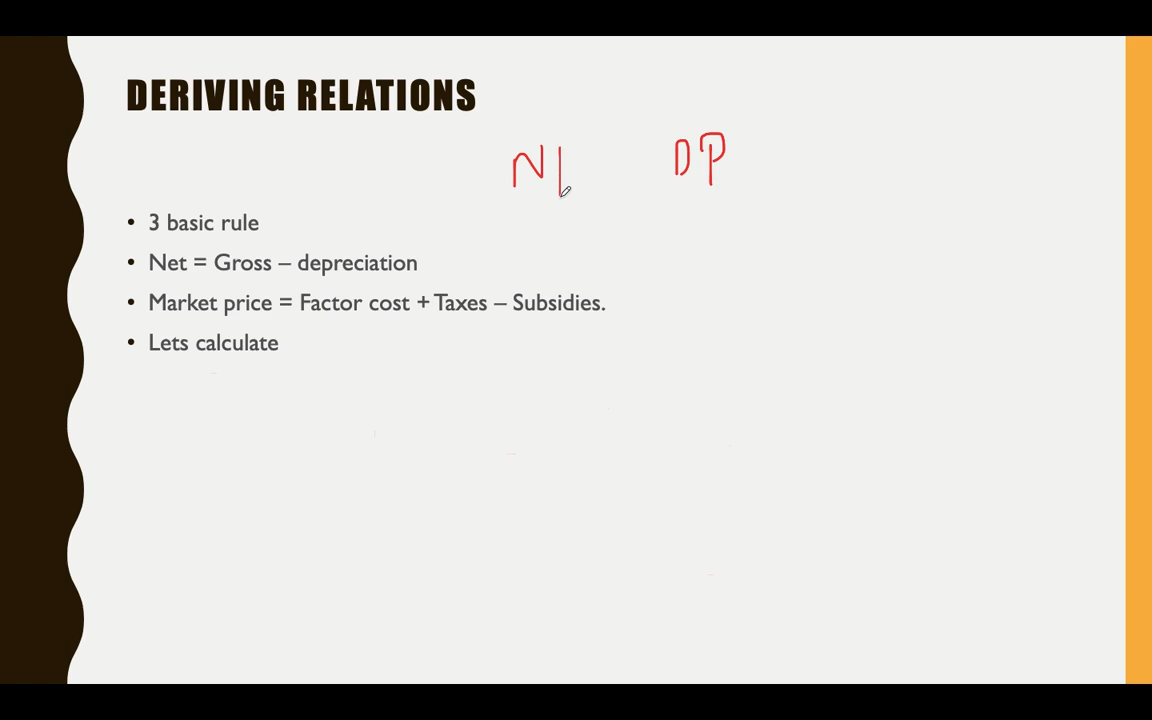 DERIVING RELATIONS
NI DP
• 3 basic rule
• Net = Gross – depreciation
• Market price = Factor cost + Taxes – Subsidies.
• Lets calculate